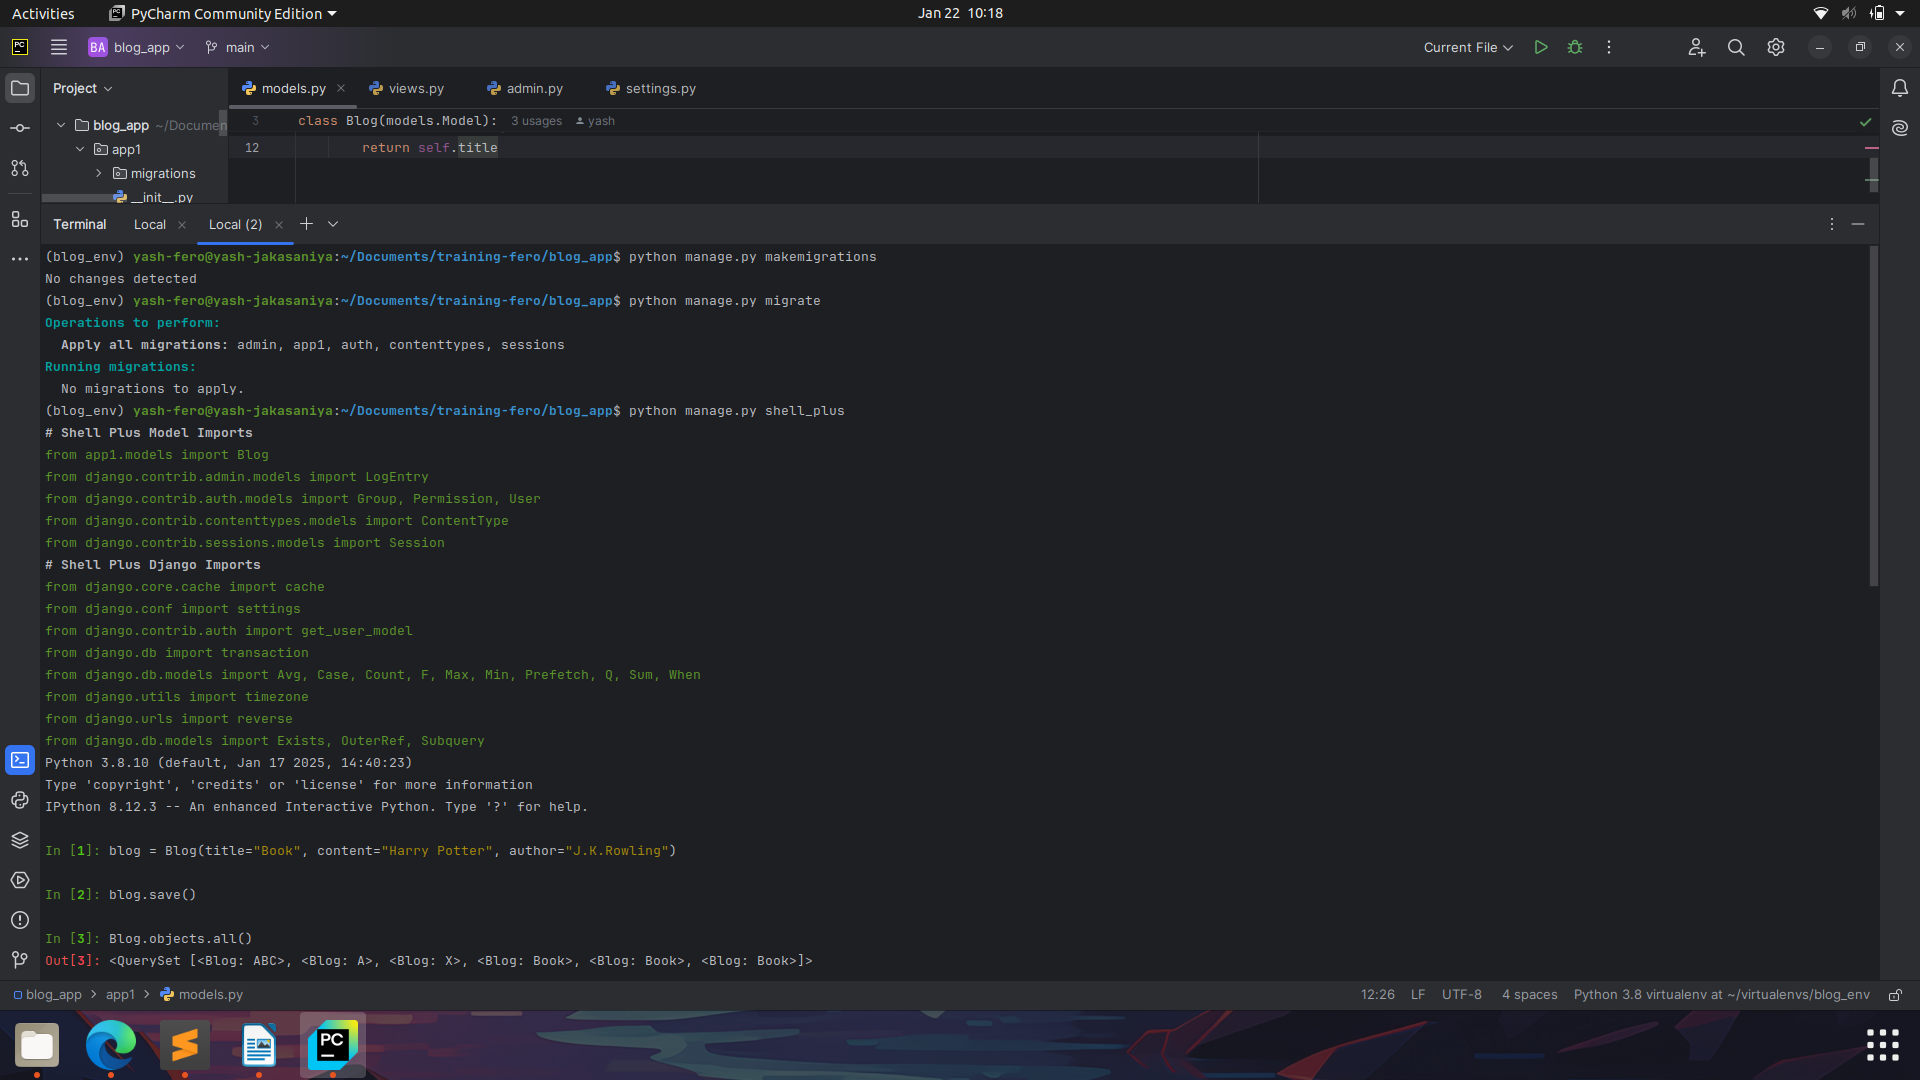 Activities PyCharm Community Edition Jan 22 10:18
PC BA blog_app main Current File
Project models.py views.py admin.py settings.py
blog_app ~/Documen
app1
migrations
__init__.py
3 class Blog(models.Model): 3 usages yash
12 return self.title
Terminal Local Local (2)
(blog_env) yash-fero@yash-jakasaniya:~/Documents/training-fero/blog_app$ python manage.py makemigrations
No changes detected
(blog_env) yash-fero@yash-jakasaniya:~/Documents/training-fero/blog_app$ python manage.py migrate
Operations to perform:
  Apply all migrations: admin, app1, auth, contenttypes, sessions
Running migrations:
  No migrations to apply.
(blog_env) yash-fero@yash-jakasaniya:~/Documents/training-fero/blog_app$ python manage.py shell_plus
# Shell Plus Model Imports
from app1.models import Blog
from django.contrib.admin.models import LogEntry
from django.contrib.auth.models import Group, Permission, User
from django.contrib.contenttypes.models import ContentType
from django.contrib.sessions.models import Session
# Shell Plus Django Imports
from django.core.cache import cache
from django.conf import settings
from django.contrib.auth import get_user_model
from django.db import transaction
from django.db.models import Avg, Case, Count, F, Max, Min, Prefetch, Q, Sum, When
from django.utils import timezone
from django.urls import reverse
from django.db.models import Exists, OuterRef, Subquery
Python 3.8.10 (default, Jan 17 2025, 14:40:23)
Type 'copyright', 'credits' or 'license' for more information
IPython 8.12.3 -- An enhanced Interactive Python. Type '?' for help.
In [1]: blog = Blog(title="Book", content="Harry Potter", author="J.K.Rowling")
In [2]: blog.save()
In [3]: Blog.objects.all()
Out[3]: <QuerySet [<Blog: ABC>, <Blog: A>, <Blog: X>, <Blog: Book>, <Blog: Book>, <Blog: Book>]>
blog_app > app1 > models.py 12:26 LF UTF-8 4 spaces Python 3.8 virtualenv at ~/virtualenvs/blog_env
PC